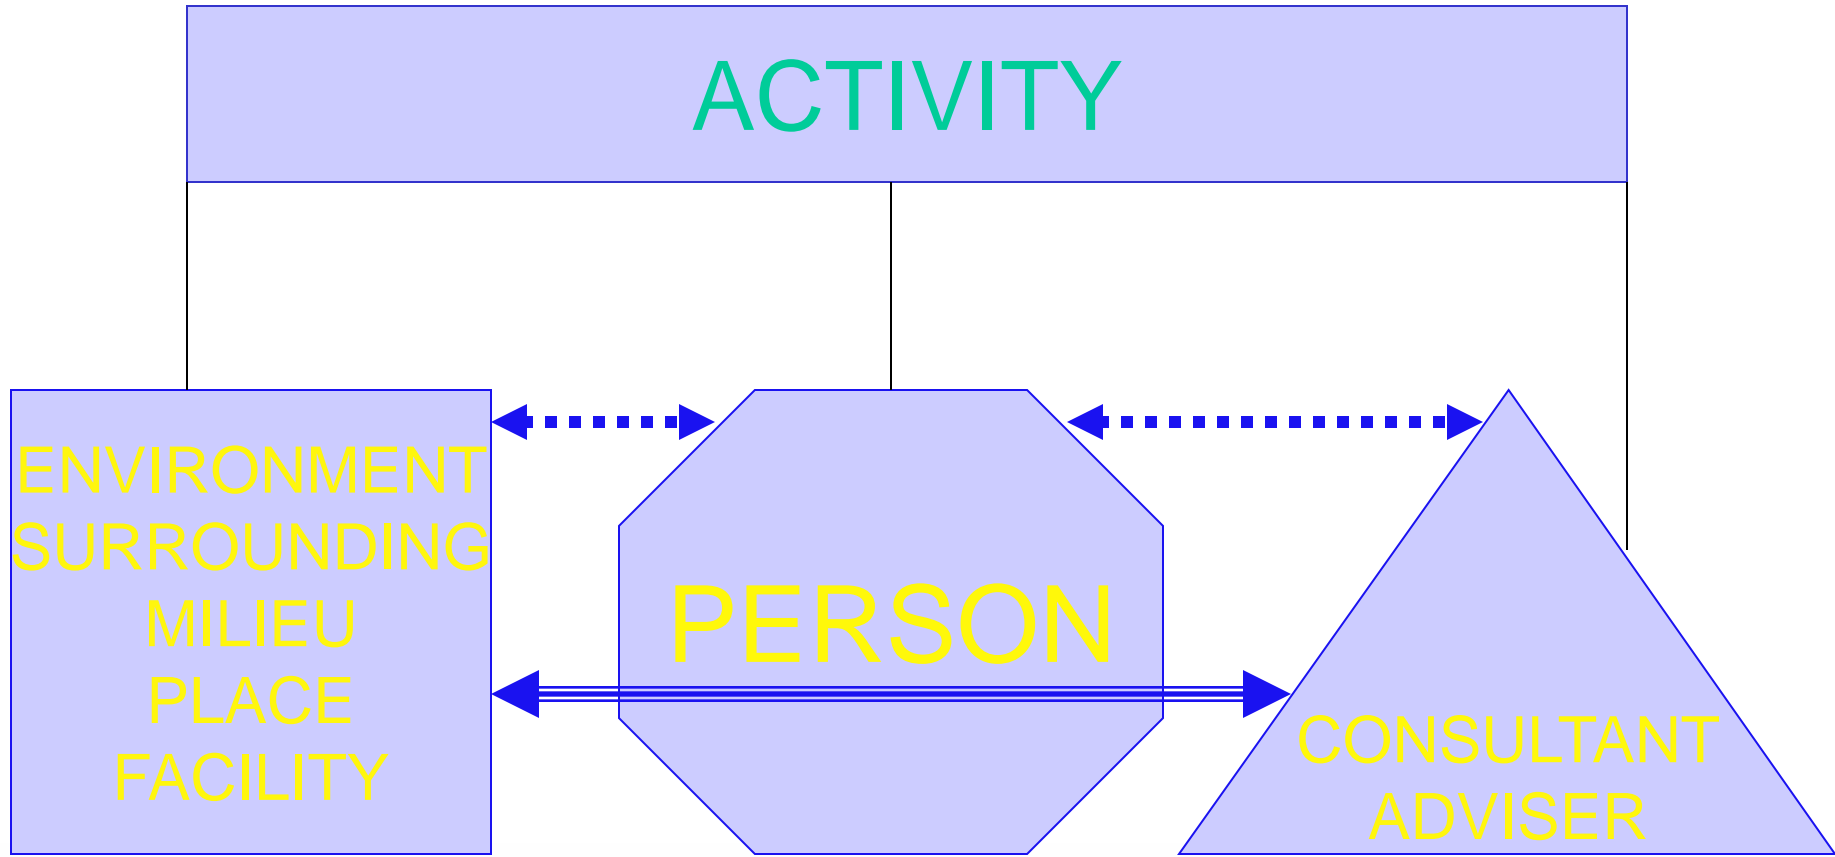 ACTIVITY
ENVIRONMENT
SURROUNDING
MILIEU
PLACE
FACILITY
PERSON
CONSULTANT
ADVISER